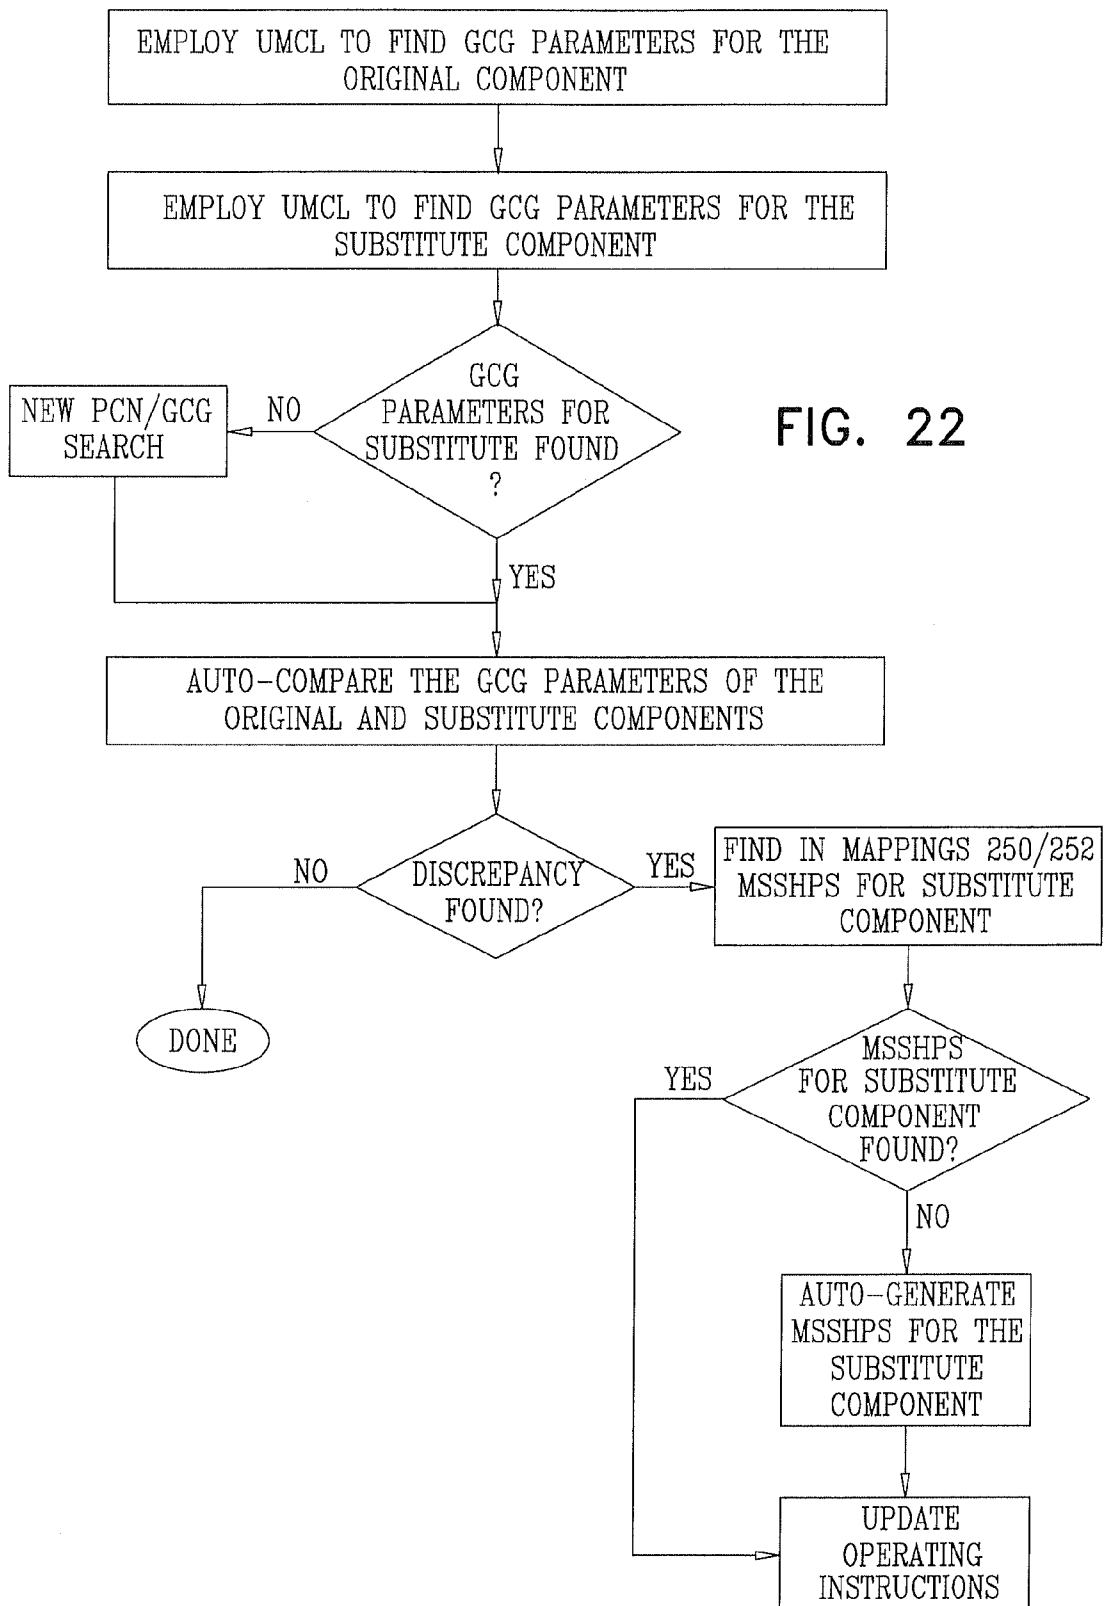 EMPLOY UMCL TO FIND GCG PARAMETERS FOR THE
ORIGINAL COMPONENT
EMPLOY UMCL TO FIND GCG PARAMETERS FOR THE
SUBSTITUTE COMPONENT
GCG
PARAMETERS FOR
SUBSTITUTE FOUND
?
NO
NEW PCN/GCG
SEARCH
FIG. 22
YES
AUTO-COMPARE THE GCG PARAMETERS OF THE
ORIGINAL AND SUBSTITUTE COMPONENTS
DISCREPANCY
FOUND?
NO
DONE
YES
FIND IN MAPPINGS 250/252
MSSHPS FOR SUBSTITUTE
COMPONENT
MSSHPS
FOR SUBSTITUTE
COMPONENT
FOUND?
YES
NO
AUTO-GENERATE
MSSHPS FOR THE
SUBSTITUTE
COMPONENT
UPDATE
OPERATING
INSTRUCTIONS